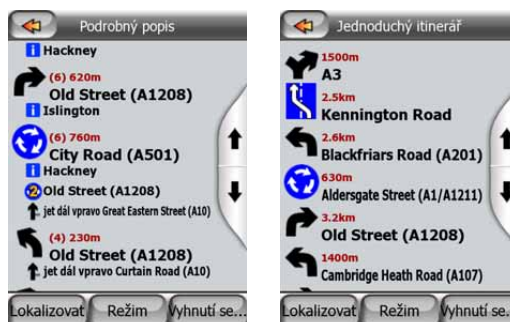 Podrobný popis
Hackney
(6) 620m
Old Street (A1208)
Islington
(6) 760m
City Road (A501)
Hackney
2 Old Street (A1208)
jet dál vpravo Great Eastern Street (A10)
(4) 230m
Old Street (A1208)
jet dál vpravo Curtain Road (A10)
Lokalizovat Režim Vyhnutí se...
Jednoduchý itinerář
1500m
A3
2.5km
Kennington Road
2.6km
Blackfriars Road (A201)
630m
Aldersgate Street (A1/A1211)
3.2km
Old Street (A1208)
1400m
Cambridge Heath Road (A107)
Lokalizovat Režim Vyhnutí se..